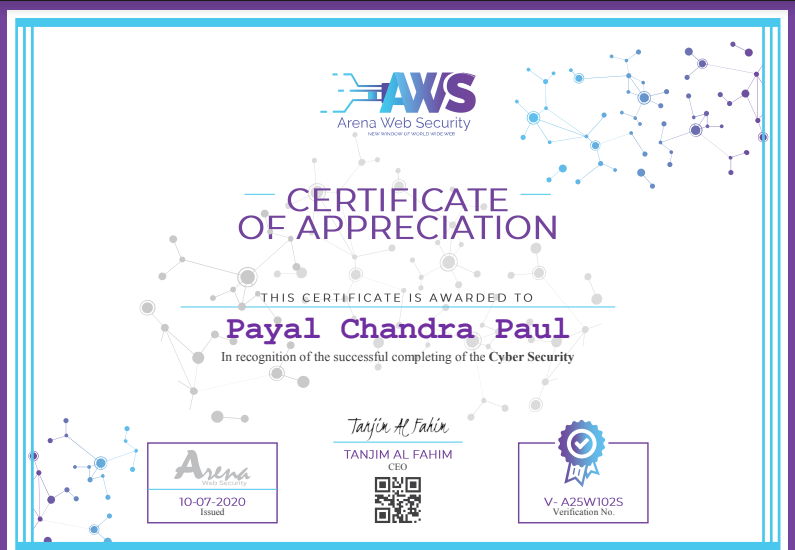 AWS
Arena Web Security
NEW WINDOW OF WORLD WIDE WEB
CERTIFICATE
OF APPRECIATION
THIS CERTIFICATE IS AWARDED TO
Payal Chandra Paul
In recognition of the successful completing of the Cyber Security
Tanjim Al Fahim
TANJIM AL FAHIM
CEO
Arena
Web Security
10-07-2020
Issued
V- A25W102S
Verification No.